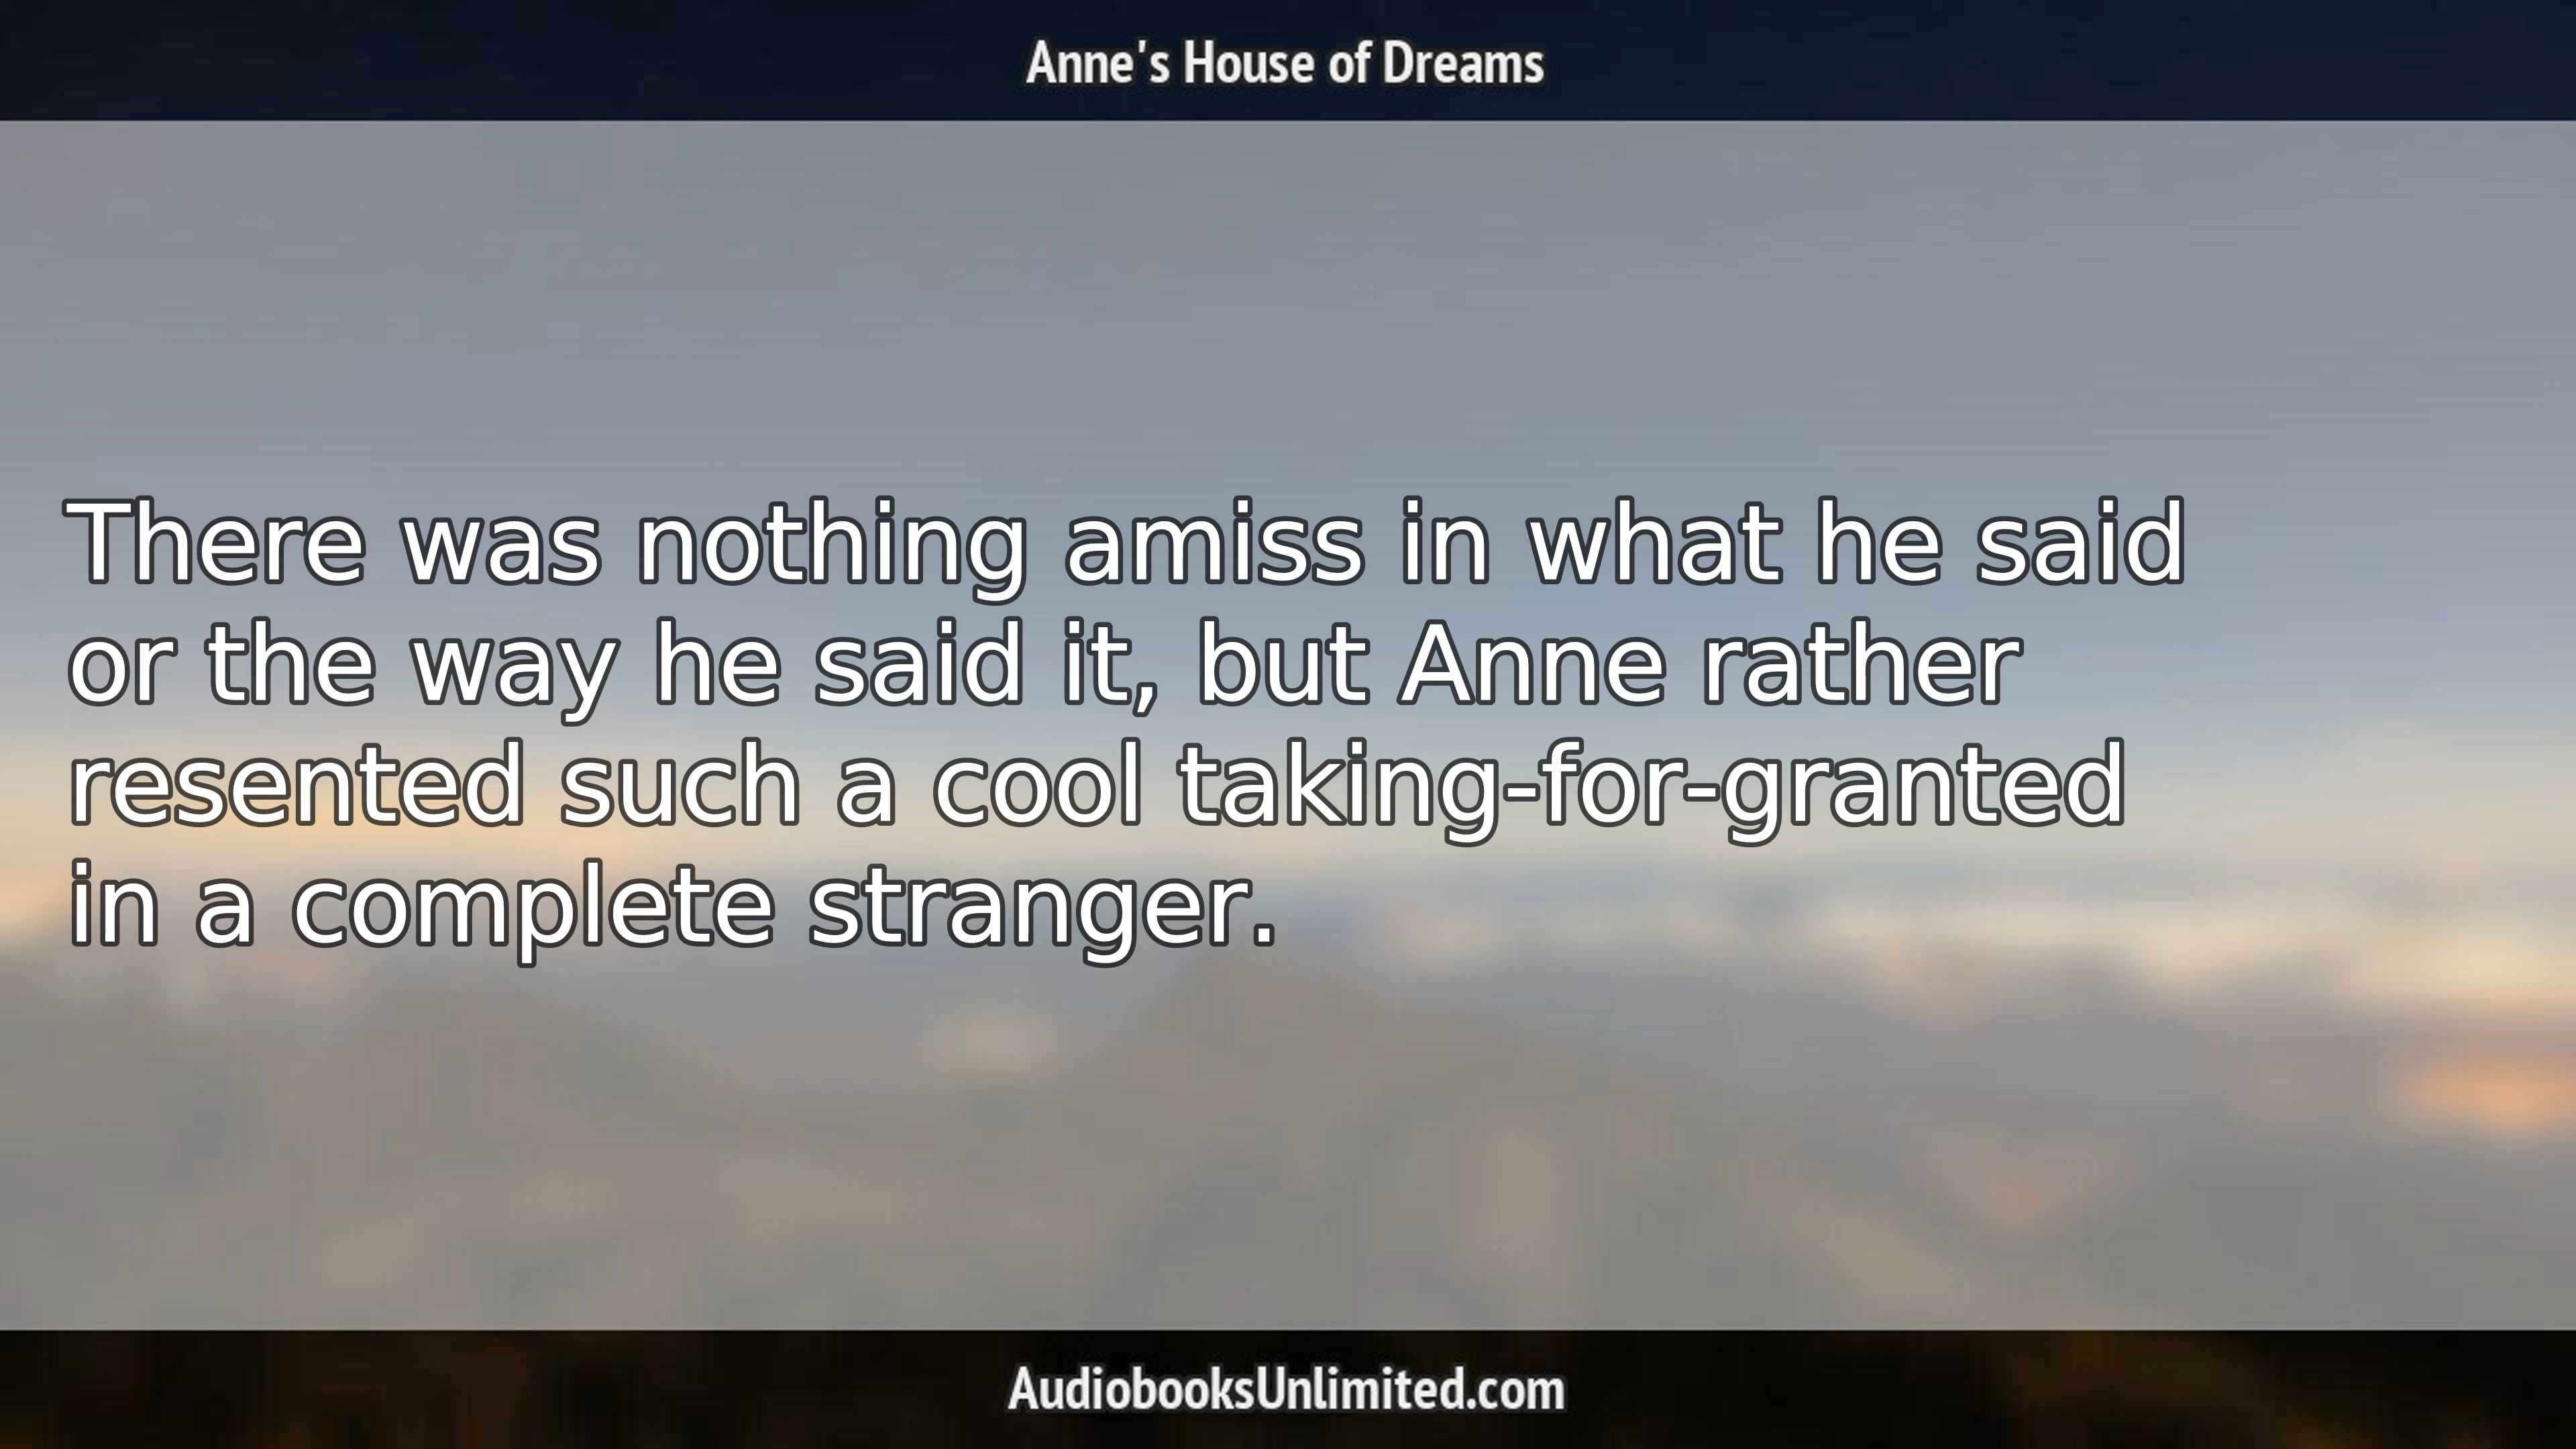 Anne's House of Dreams
There was nothing amiss in what he said
or the way he said it, but Anne rather
resented such a cool taking-for-granted
in a complete stranger.
AudiobooksUnlimited.com